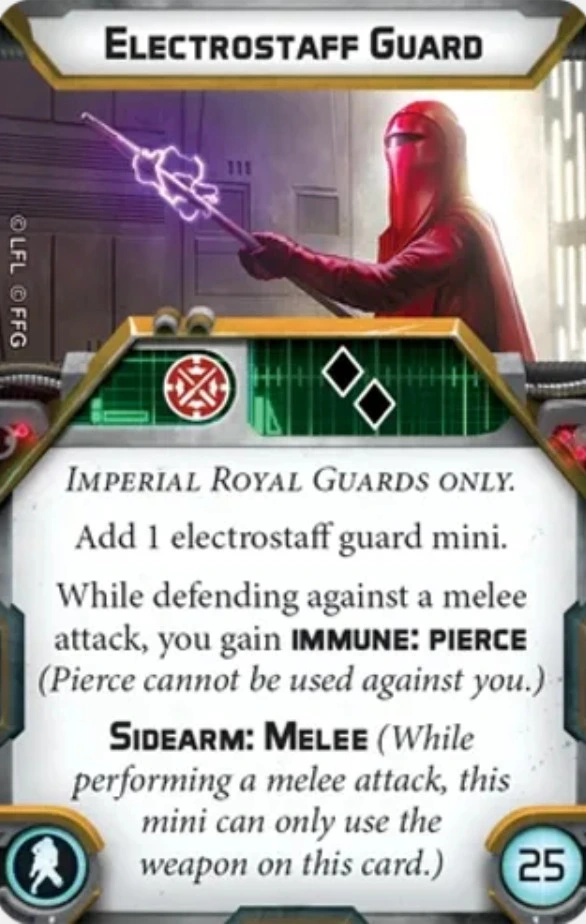 ELECTROSTAFF GUARD
© LFL © FFG
IMPERIAL ROYAL GUARDS ONLY.
Add 1 electrostaff guard mini.
While defending against a melee
attack, you gain IMMUNE: PIERCE
(Pierce cannot be used against you.)
SIDEARM: MELEE (While
performing a melee attack, this
mini can only use the
weapon on this card.)
25